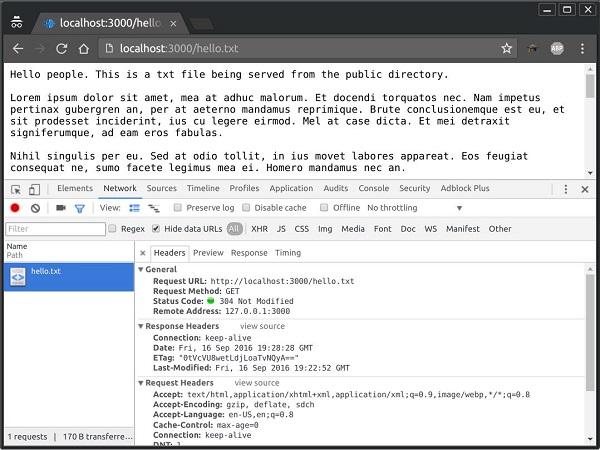 localhost:3000/hello.
localhost:3000/hello.txt
ABP
Hello people. This is a txt file being served from the public directory.
Lorem ipsum dolor sit amet, mea at adhuc malorum. Et docendi torquatos nec. Nam impetus
pertinax gubergren an, per at aeterno mandamus reprimique. Brute conclusionemque est eu, et
sit prodesset inciderint, ius cu legere eirmod. Mel at case dicta. Et mei detraxit
signiferumque, ad eam eros fabulas.
Nihil singulis per eu. Sed at odio tollit, in ius movet labores appareat. Eos feugiat
consequat ne, sumo facete legimus mea ei. Homero mandamus nec an.
Elements Network Sources Timeline Profiles Application Audits Console Security Adblock Plus
View: Preserve log Disable cache Offline No throttling
Filter Regex Hide data URLs All XHR JS CSS Img Media Font Doc WS Manifest Other
Name
Path
Headers Preview Response Timing
hello.txt
General
Request URL: http://localhost:3000/hello.txt
Request Method: GET
Status Code: 304 Not Modified
Remote Address: 127.0.0.1:3000
Response Headers view source
Connection: keep-alive
Date: Fri, 16 Sep 2016 19:28:28 GMT
ETag: "0tVcVU8wetLdjLoaTvNQyA=="
Last-Modified: Fri, 16 Sep 2016 19:22:52 GMT
Request Headers view source
Accept: text/html,application/xhtml+xml,application/xml;q=0.9,image/webp,*/*;q=0.8
Accept-Encoding: gzip, deflate, sdch
Accept-Language: en-US,en;q=0.8
Cache-Control: max-age=0
Connection: keep-alive
DNT: 1
1 requests | 170 B transferre...